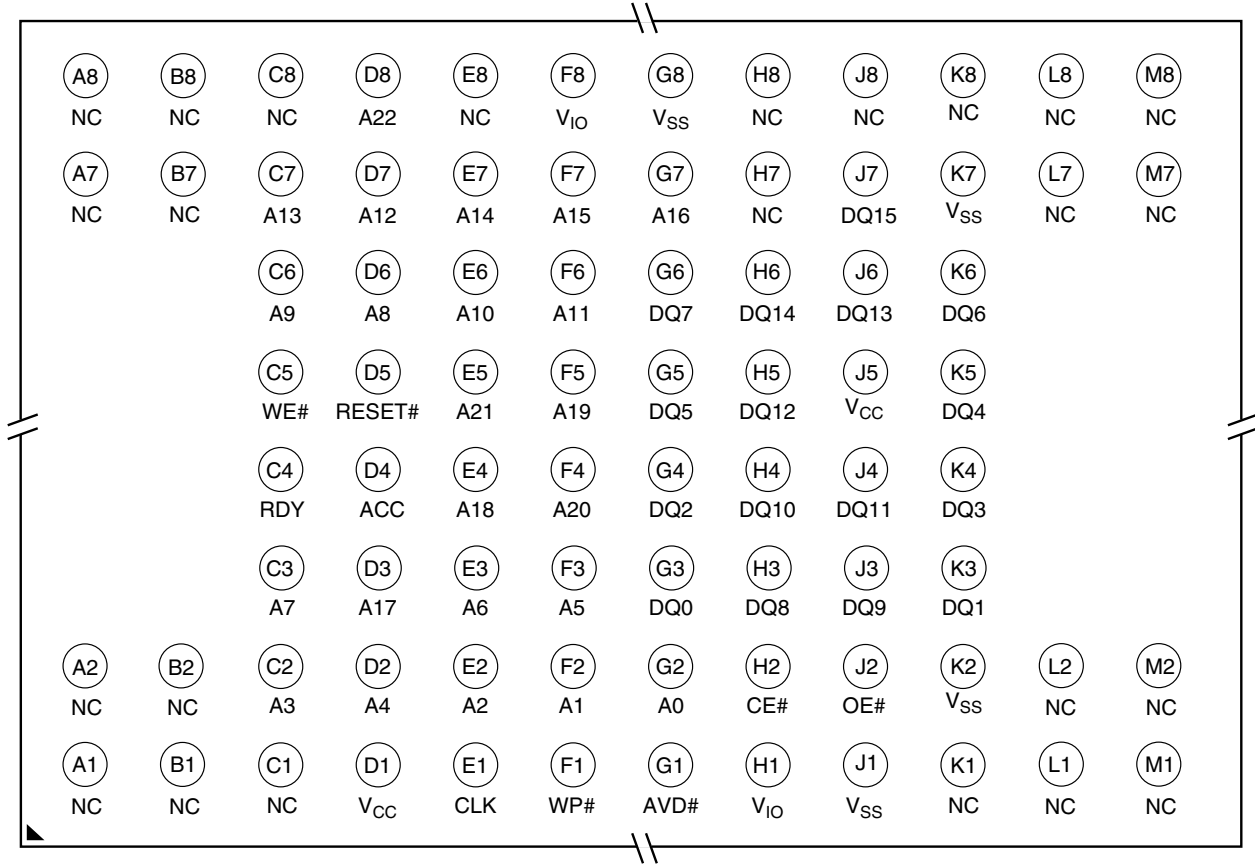 A8 B8 C8 D8 E8 F8 G8 H8 J8 K8 L8 M8
NC NC NC A22 NC VIO VSS NC NC NC NC NC
A7 B7 C7 D7 E7 F7 G7 H7 J7 K7 L7 M7
NC NC A13 A12 A14 A15 A16 NC DQ15 VSS NC NC
C6 D6 E6 F6 G6 H6 J6 K6
A9 A8 A10 A11 DQ7 DQ14 DQ13 DQ6
C5 D5 E5 F5 G5 H5 J5 K5
WE# RESET# A21 A19 DQ5 DQ12 VCC DQ4
C4 D4 E4 F4 G4 H4 J4 K4
RDY ACC A18 A20 DQ2 DQ10 DQ11 DQ3
C3 D3 E3 F3 G3 H3 J3 K3
A7 A17 A6 A5 DQ0 DQ8 DQ9 DQ1
A2 B2 C2 D2 E2 F2 G2 H2 J2 K2 L2 M2
NC NC A3 A4 A2 A1 A0 CE# OE# VSS NC NC
A1 B1 C1 D1 E1 F1 G1 H1 J1 K1 L1 M1
NC NC NC VCC CLK WP# AVD# VIO VSS NC NC NC